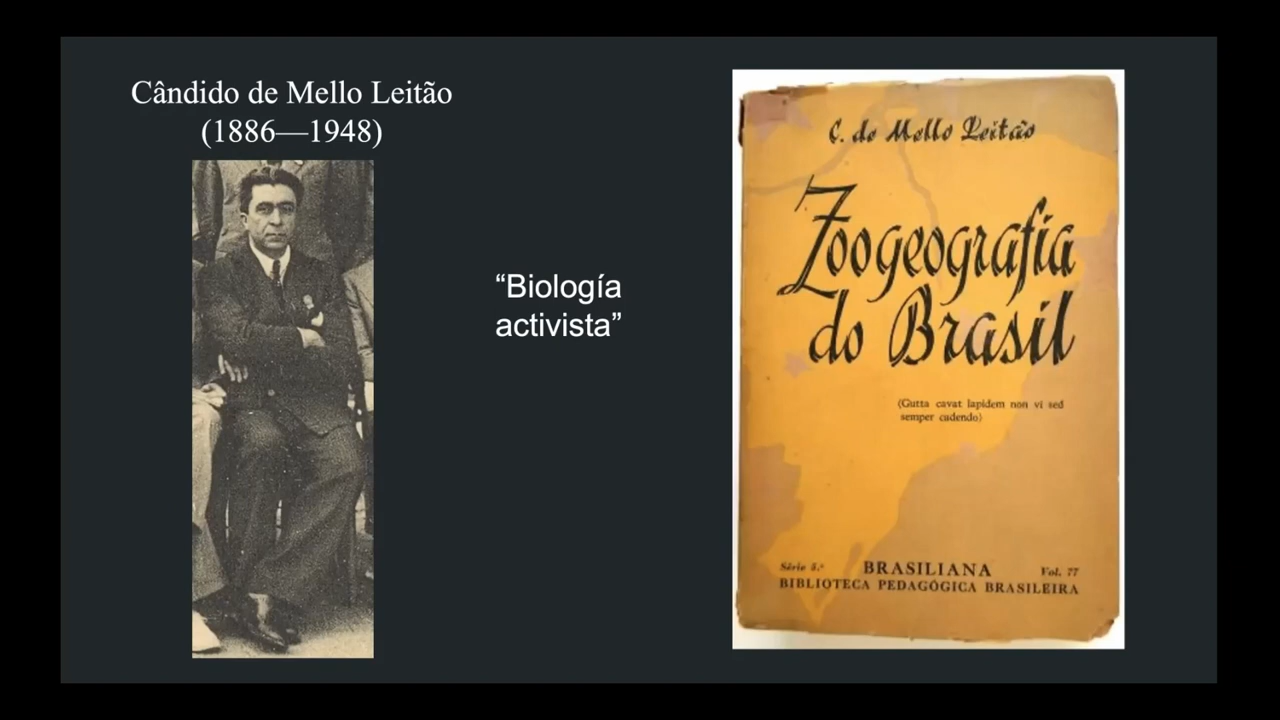 Cândido de Mello Leitão
(1886—1948)
“Biología
activista”
C. de Mello Leitão
Zoogeografia
do Brasil
(Gutta cavat lapidem non vi sed
semper cadendo)
Série 5.ª BRASILIANA Vol. 77
BIBLIOTECA PEDAGÓGICA BRASILEIRA